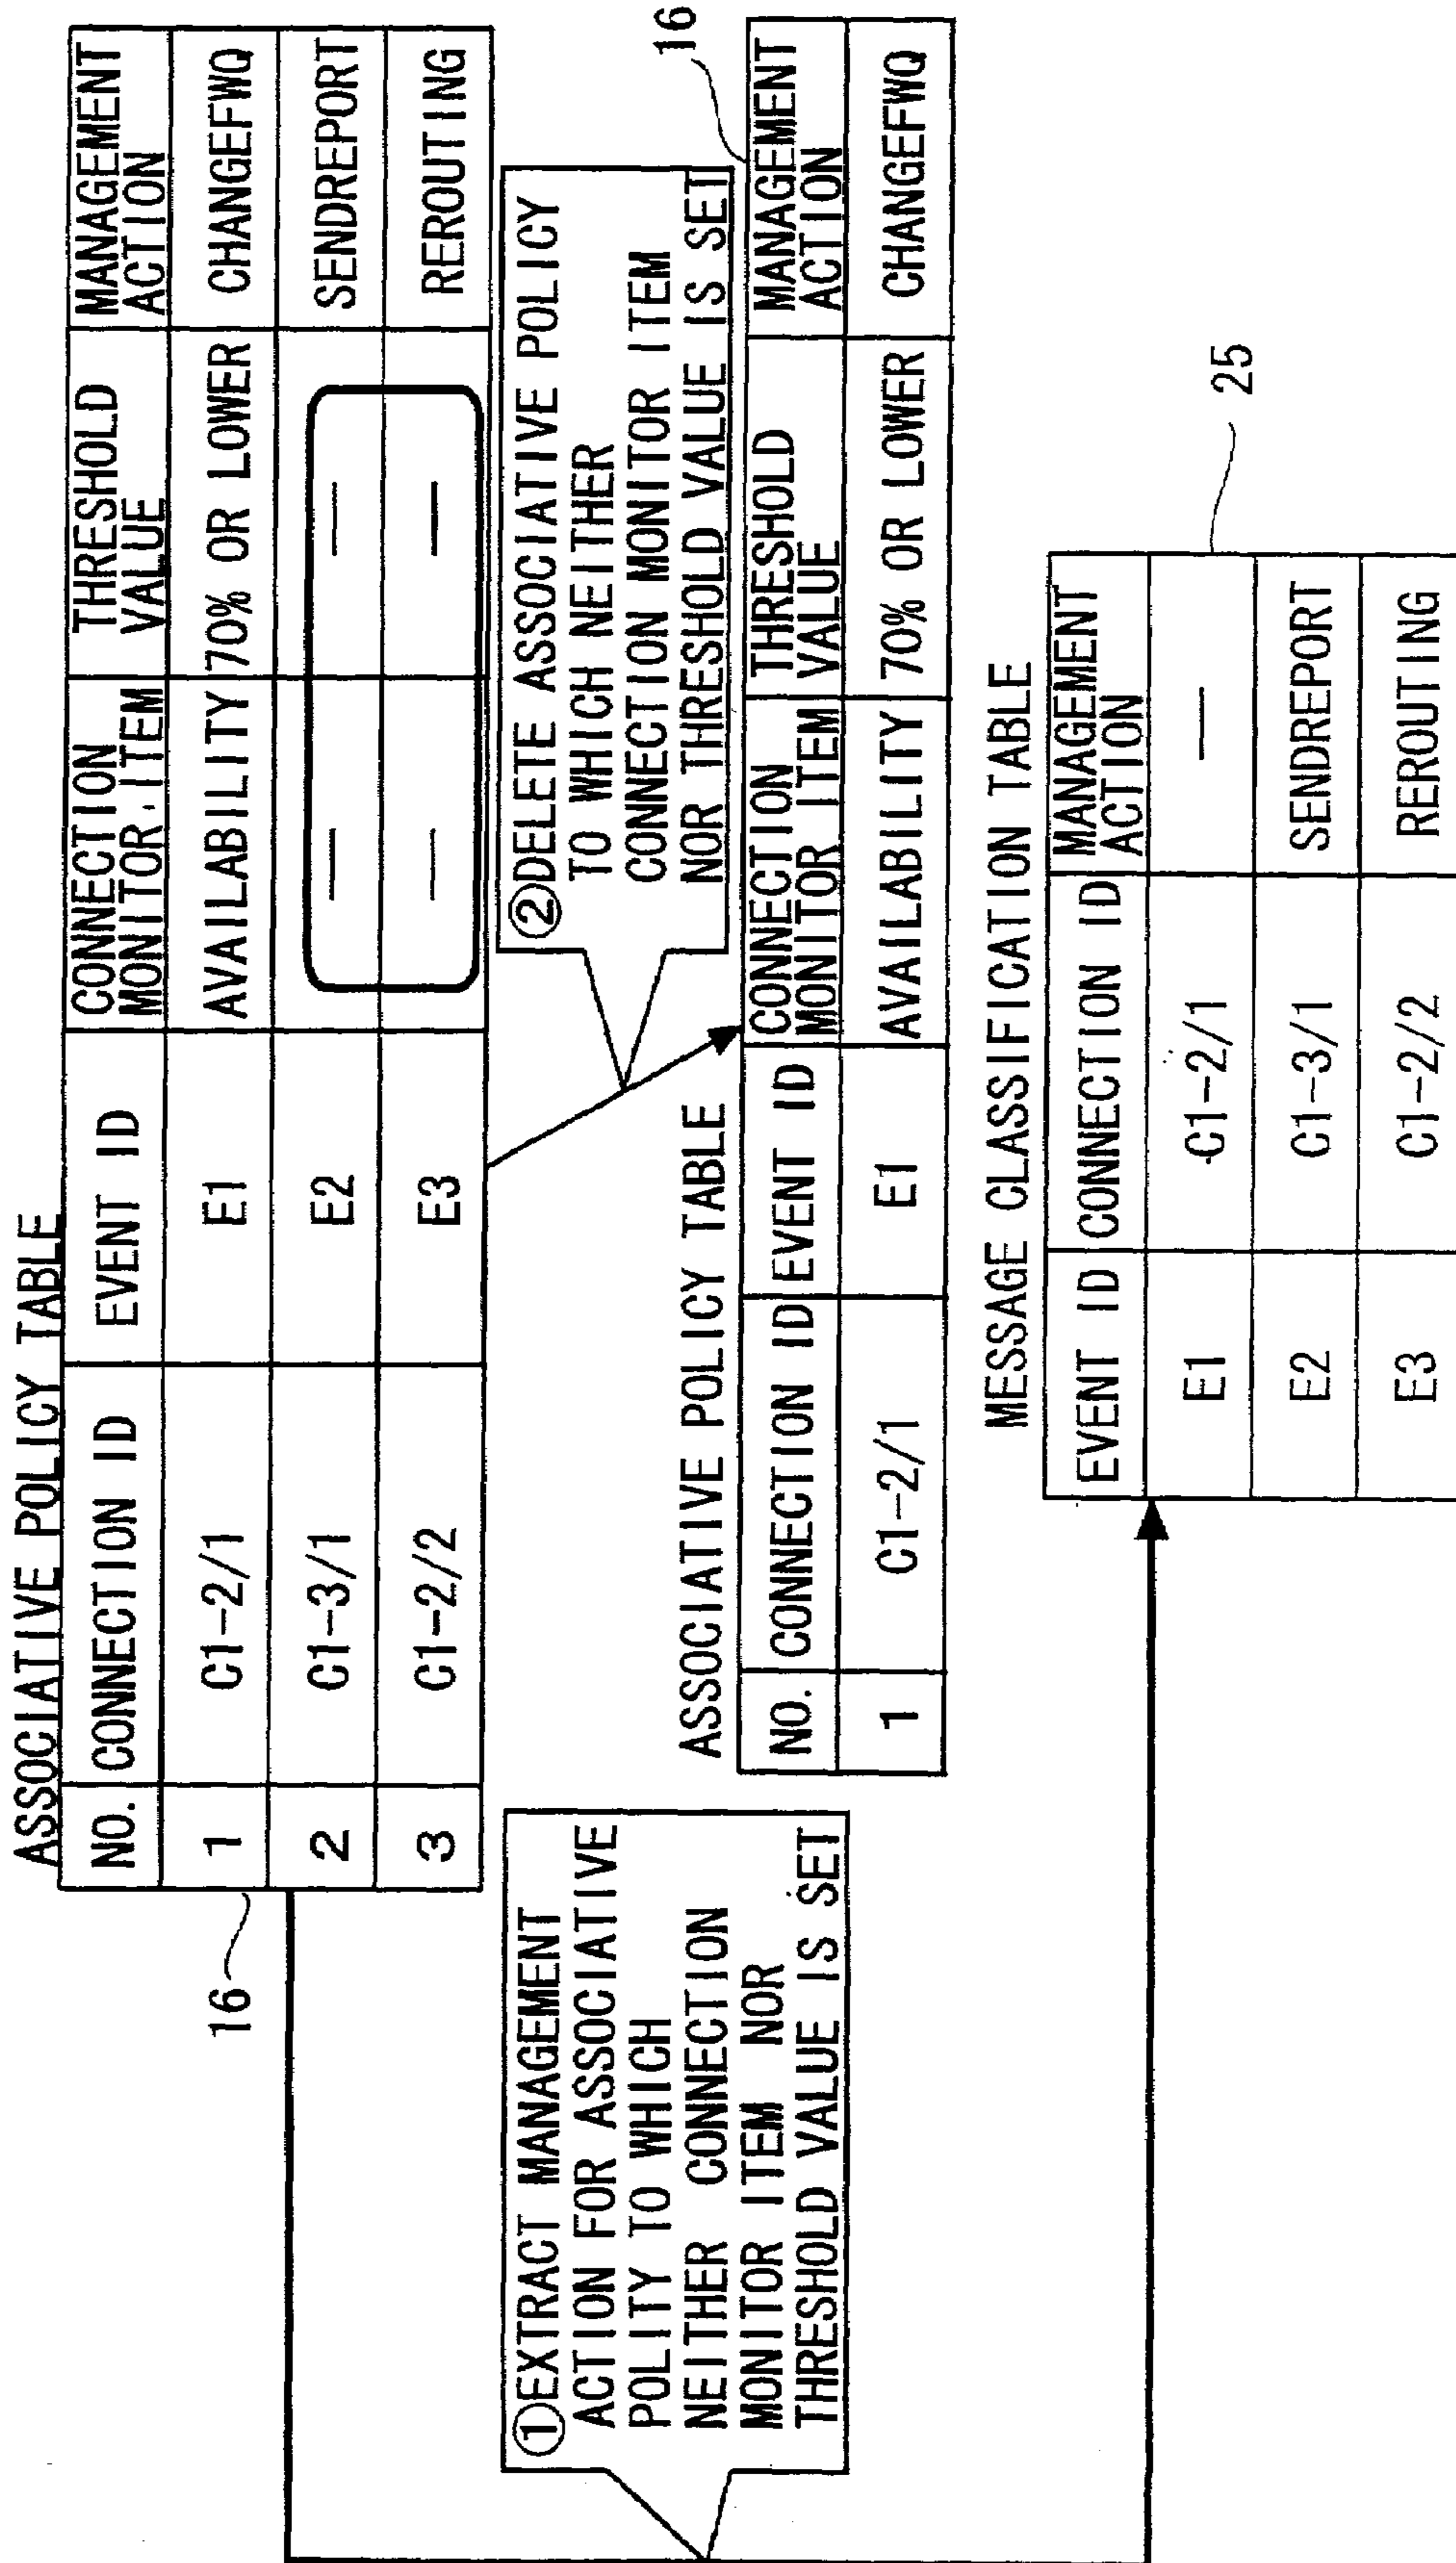 ASSOCIATIVE POLICY TABLE
NO. CONNECTION ID EVENT ID CONNECTION MONITOR ITEM THRESHOLD VALUE MANAGEMENT ACTION
1 C1-2/1 E1 AVAILABILITY 70% OR LOWER CHANGEFWQ
2 C1-3/1 E2 — — SENDREPORT
3 C1-2/2 E3 — — REROUTING
16
①EXTRACT MANAGEMENT
ACTION FOR ASSOCIATIVE
POLITY TO WHICH
NEITHER CONNECTION
MONITOR ITEM NOR
THRESHOLD VALUE IS SET
②DELETE ASSOCIATIVE POLICY
TO WHICH NEITHER
CONNECTION MONITOR ITEM
NOR THRESHOLD VALUE IS SET
16
ASSOCIATIVE POLICY TABLE
NO. CONNECTION ID EVENT ID CONNECTION MONITOR ITEM THRESHOLD VALUE MANAGEMENT ACTION
1 C1-2/1 E1 AVAILABILITY 70% OR LOWER CHANGEFWQ
MESSAGE CLASSIFICATION TABLE
EVENT ID CONNECTION ID MANAGEMENT ACTION
E1 C1-2/1 —
E2 C1-3/1 SENDREPORT
E3 C1-2/2 REROUTING
25